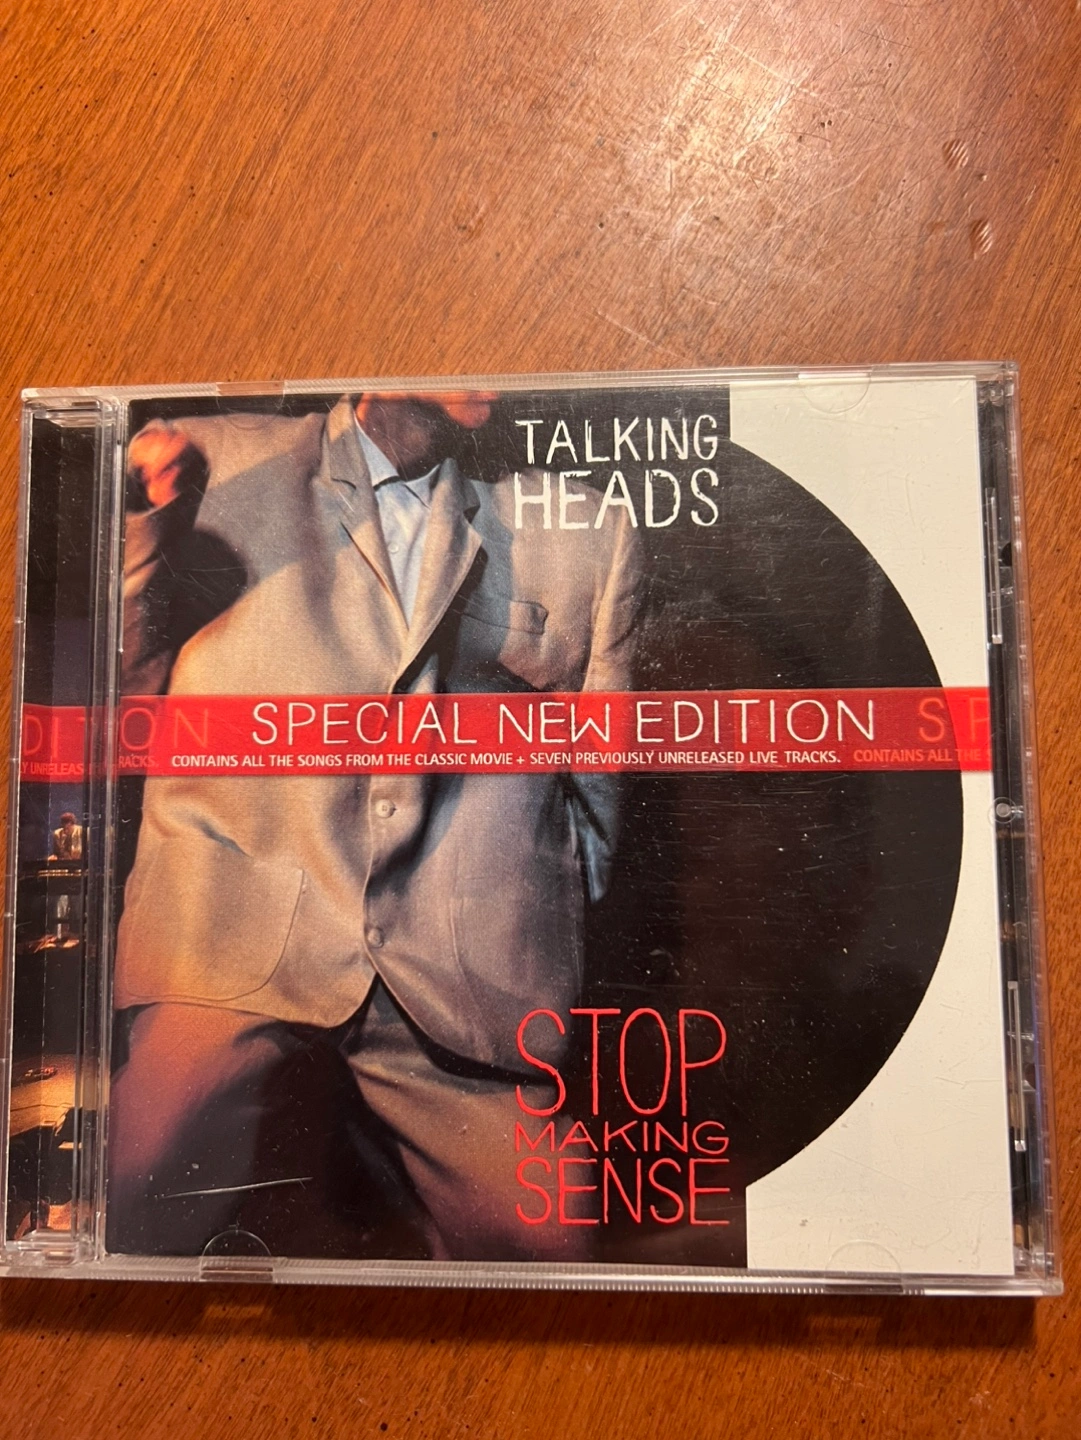 TALKING
HEADS
DITION SPECIAL NEW EDITION SP
TRACKS. CONTAINS ALL THE SONGS FROM THE CLASSIC MOVIE + SEVEN PREVIOUSLY UNRELEASED LIVE TRACKS. CONTAINS ALL THE
STOP
MAKING
SENSE